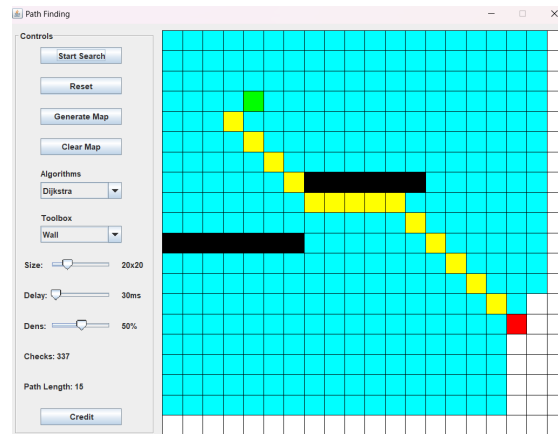 Path Finding
Controls
Start Search
Reset
Generate Map
Clear Map
Algorithms
Dijkstra
Toolbox
Wall
Size: 20x20
Delay: 30ms
Dens: 50%
Checks: 337
Path Length: 15
Credit